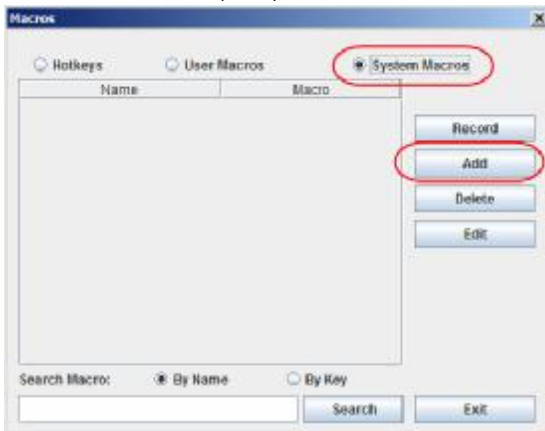 Macros
Hotkeys User Macros System Macros
Name Macro
Record
Add
Delete
Edit
Search Macro: By Name By Key
Search Exit